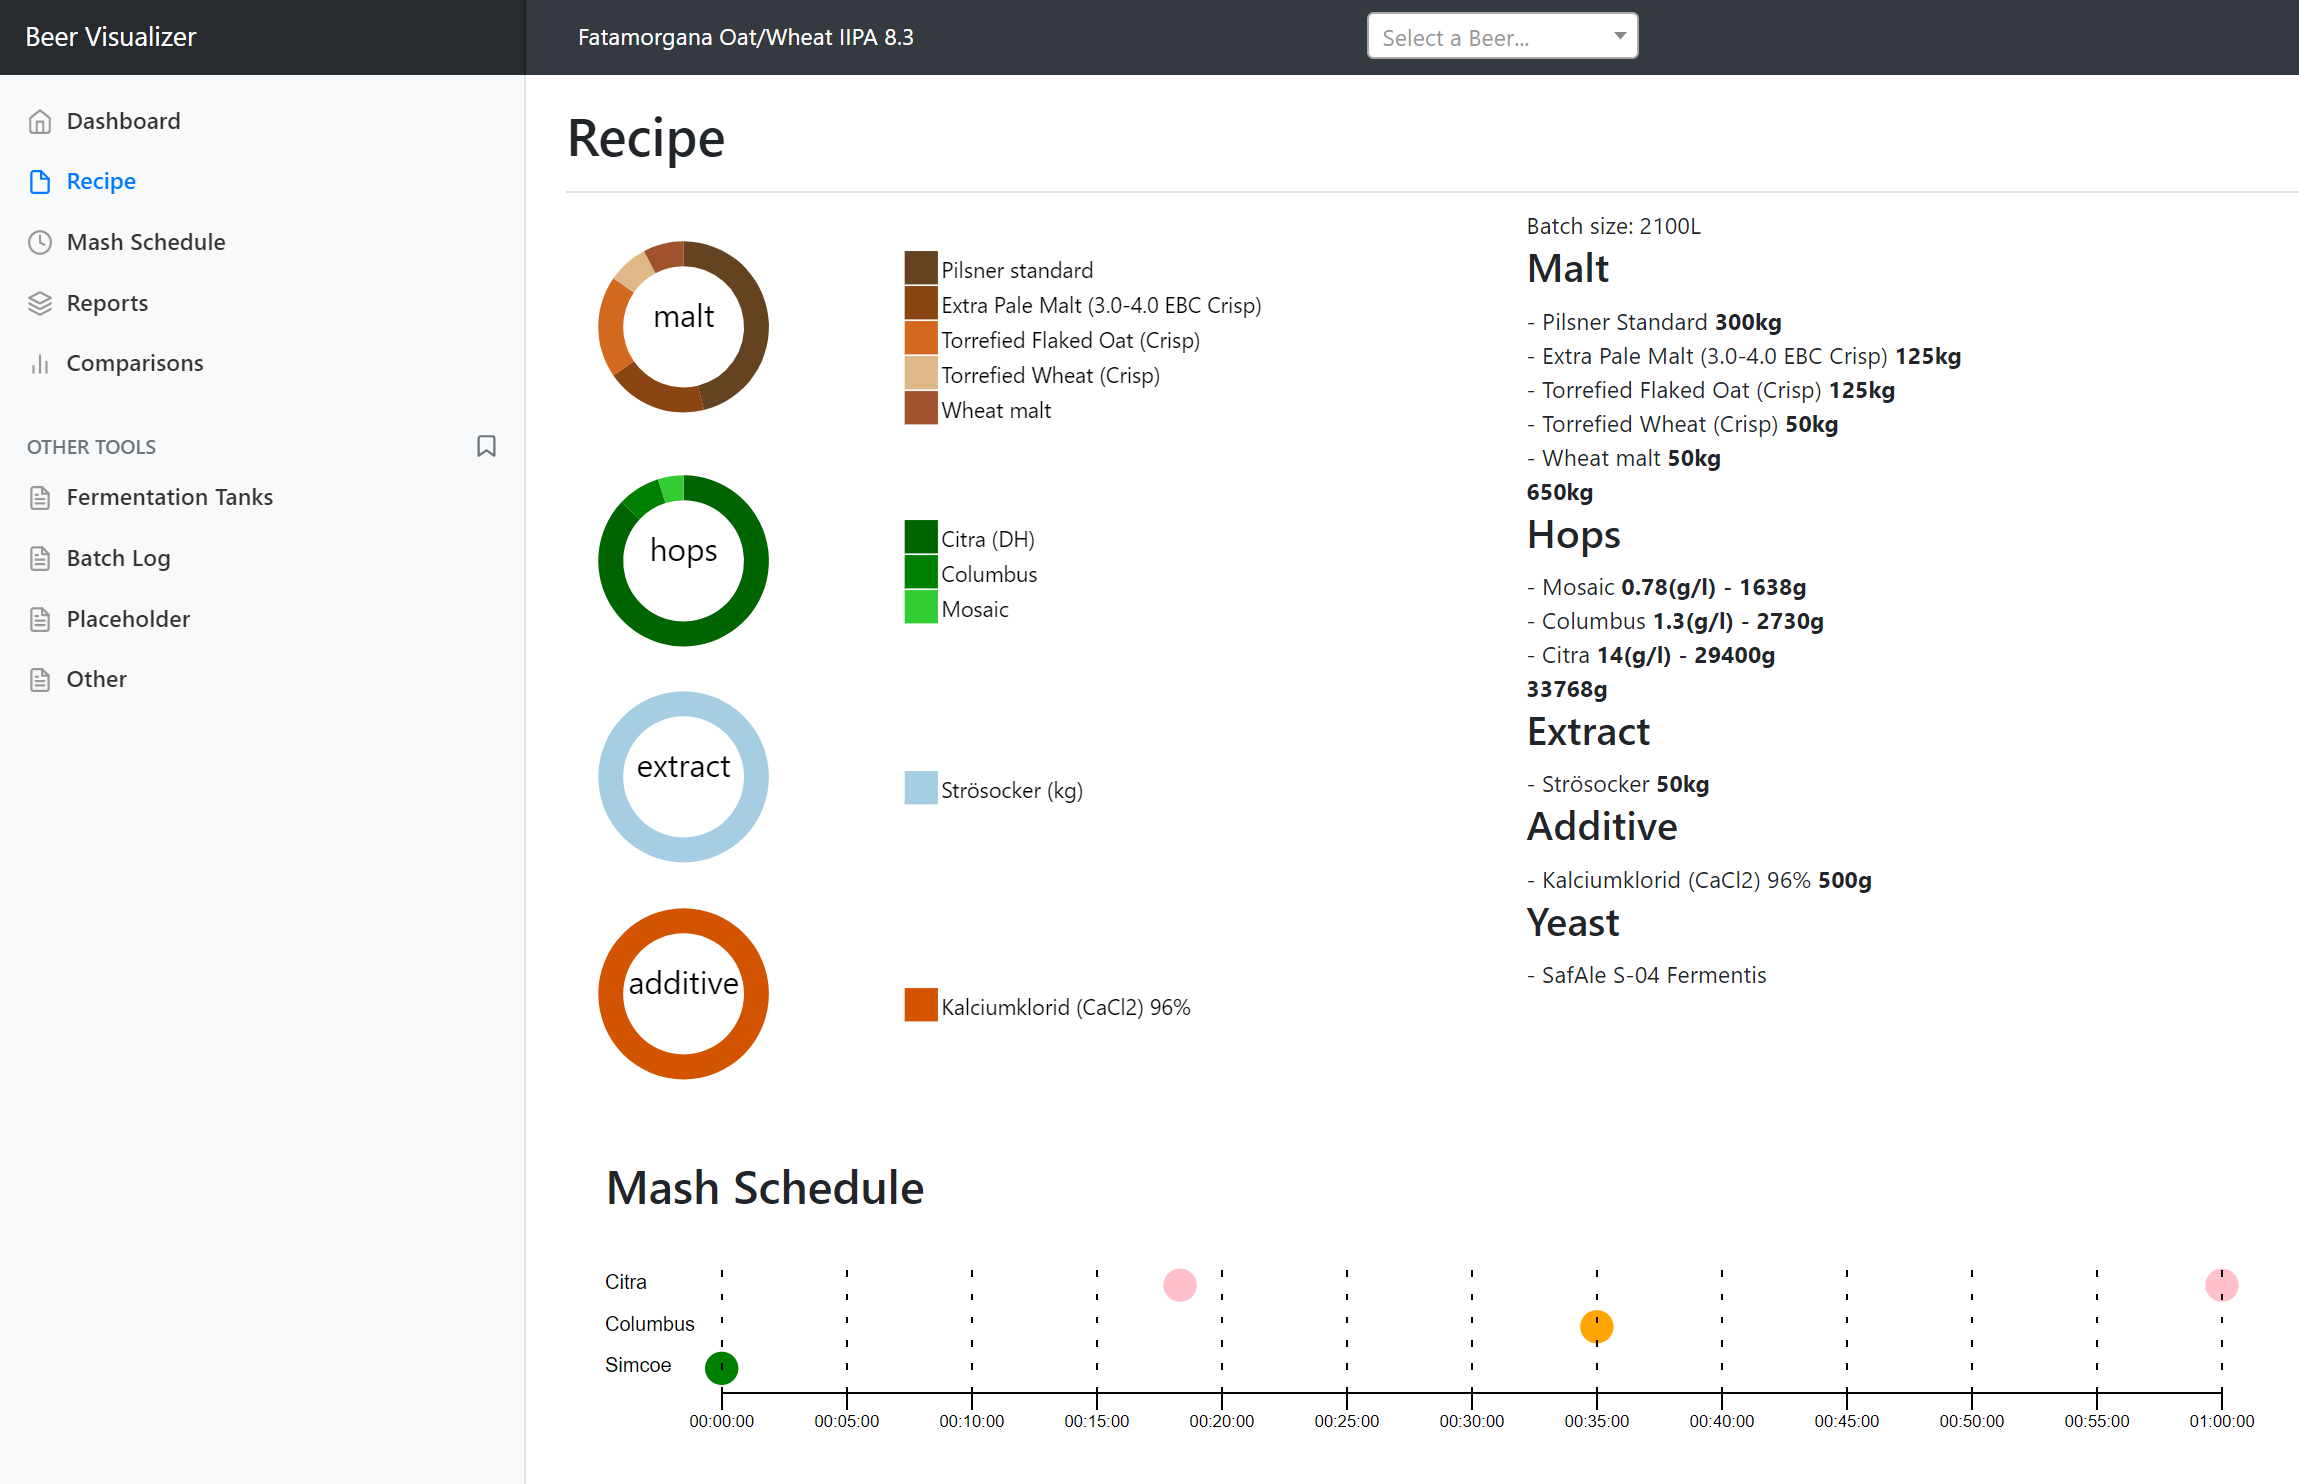 Beer Visualizer
Fatamorgana Oat/Wheat IIPA 8.3
Select a Beer...
Dashboard
Recipe
Mash Schedule
Reports
Comparisons
OTHER TOOLS
Fermentation Tanks
Batch Log
Placeholder
Other
Recipe
malt
Pilsner standard
Extra Pale Malt (3.0-4.0 EBC Crisp)
Torrefied Flaked Oat (Crisp)
Torrefied Wheat (Crisp)
Wheat malt
hops
Citra (DH)
Columbus
Mosaic
extract
Strösocker (kg)
additive
Kalciumklorid (CaCl2) 96%
Batch size: 2100L
Malt
- Pilsner Standard 300kg
- Extra Pale Malt (3.0-4.0 EBC Crisp) 125kg
- Torrefied Flaked Oat (Crisp) 125kg
- Torrefied Wheat (Crisp) 50kg
- Wheat malt 50kg
650kg
Hops
- Mosaic 0.78(g/l) - 1638g
- Columbus 1.3(g/l) - 2730g
- Citra 14(g/l) - 29400g
33768g
Extract
- Strösocker 50kg
Additive
- Kalciumklorid (CaCl2) 96% 500g
Yeast
- SafAle S-04 Fermentis
Mash Schedule
Citra
Columbus
Simcoe
00:00:00 00:05:00 00:10:00 00:15:00 00:20:00 00:25:00 00:30:00 00:35:00 00:40:00 00:45:00 00:50:00 00:55:00 01:00:00